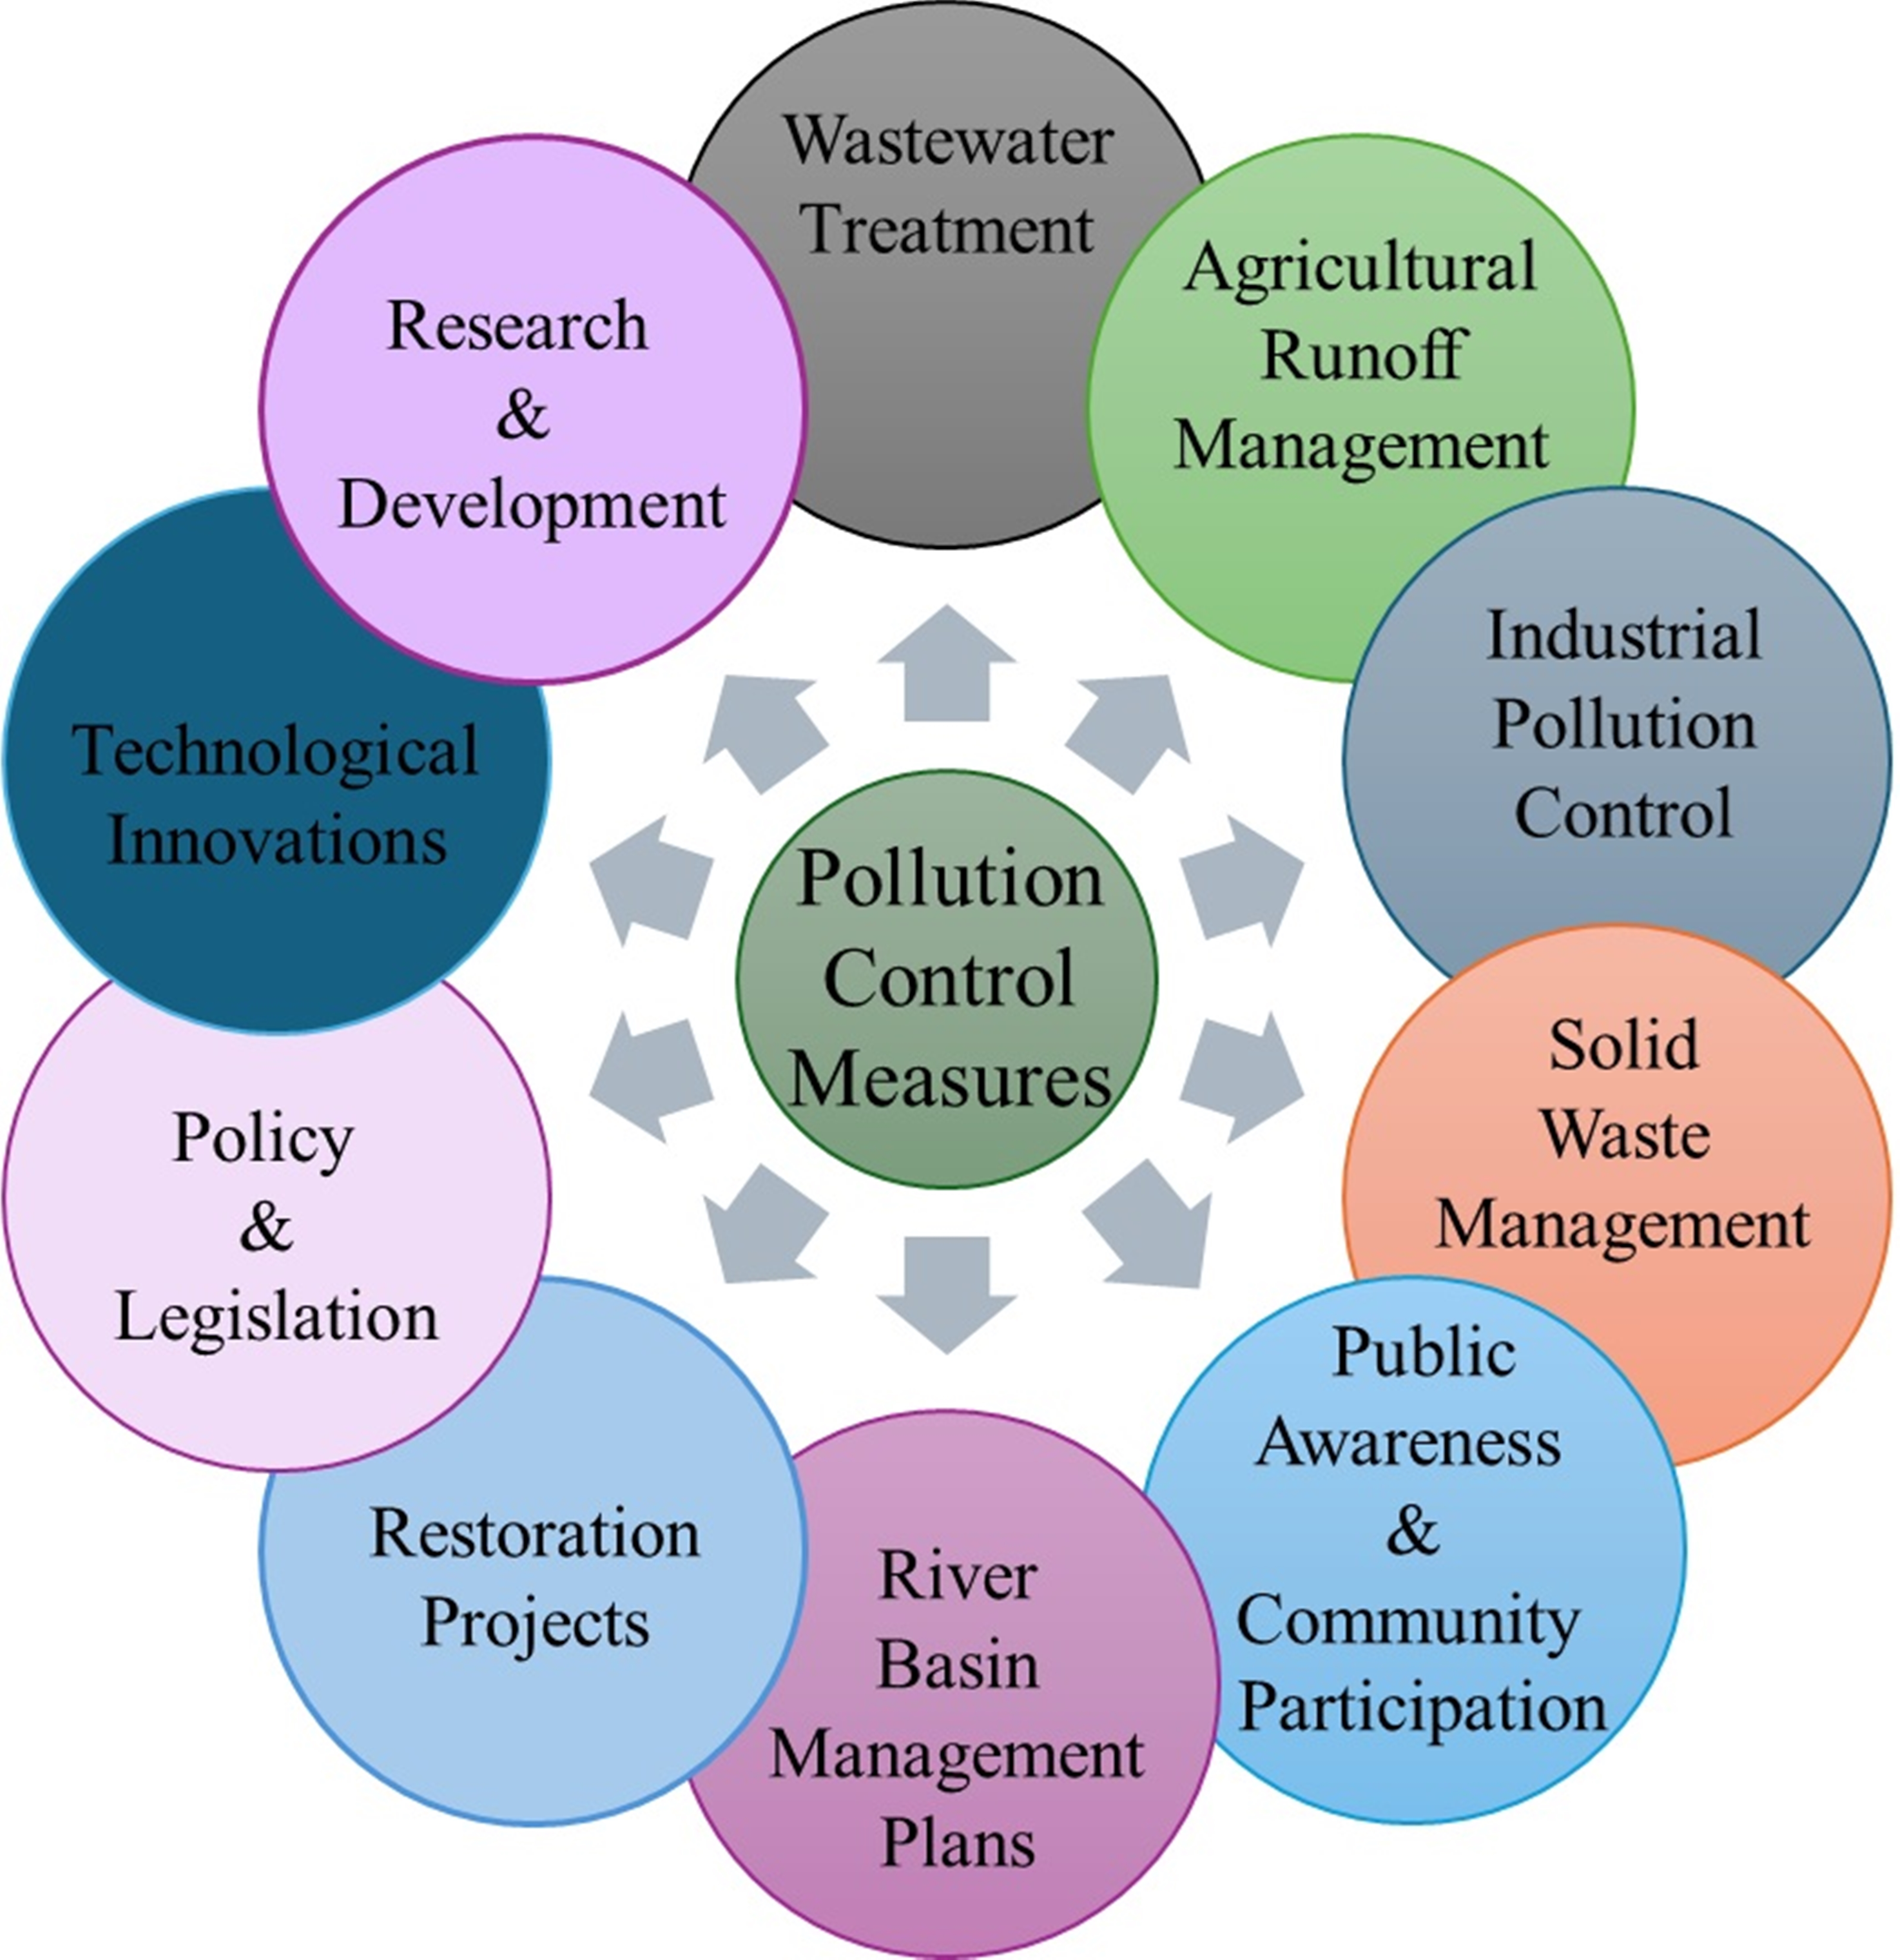 Wastewater
Treatment
Agricultural
Runoff
Management
Industrial
Pollution
Control
Solid
Waste
Management
Public
Awareness
&
Community
Participation
River
Basin
Management
Plans
Restoration
Projects
Policy
&
Legislation
Technological
Innovations
Research
&
Development
Pollution
Control
Measures